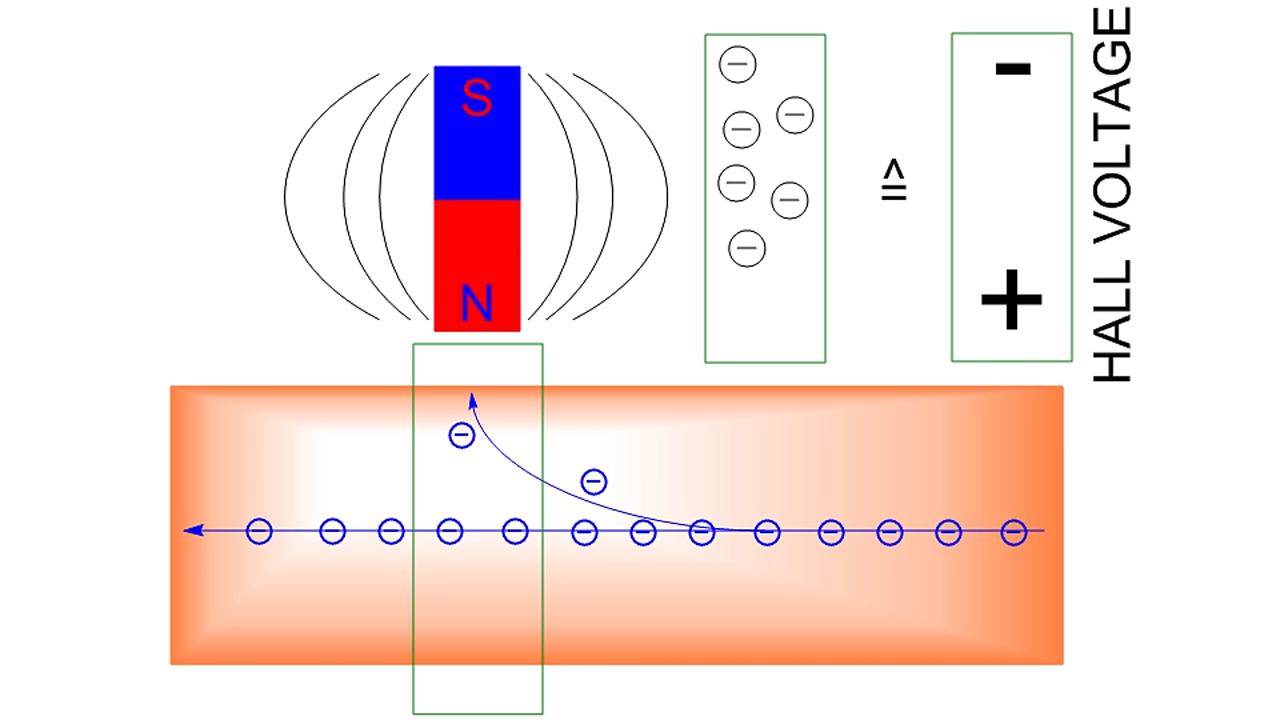 S
N
≙
-
+
HALL VOLTAGE